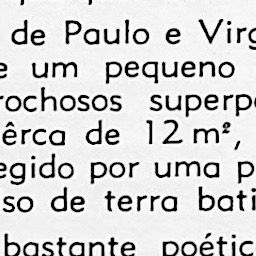 de Paulo e Virg
e um pequeno
rochosos superp
êrca de 12 m²,
egido por uma p
so de terra bati
bastante poétic